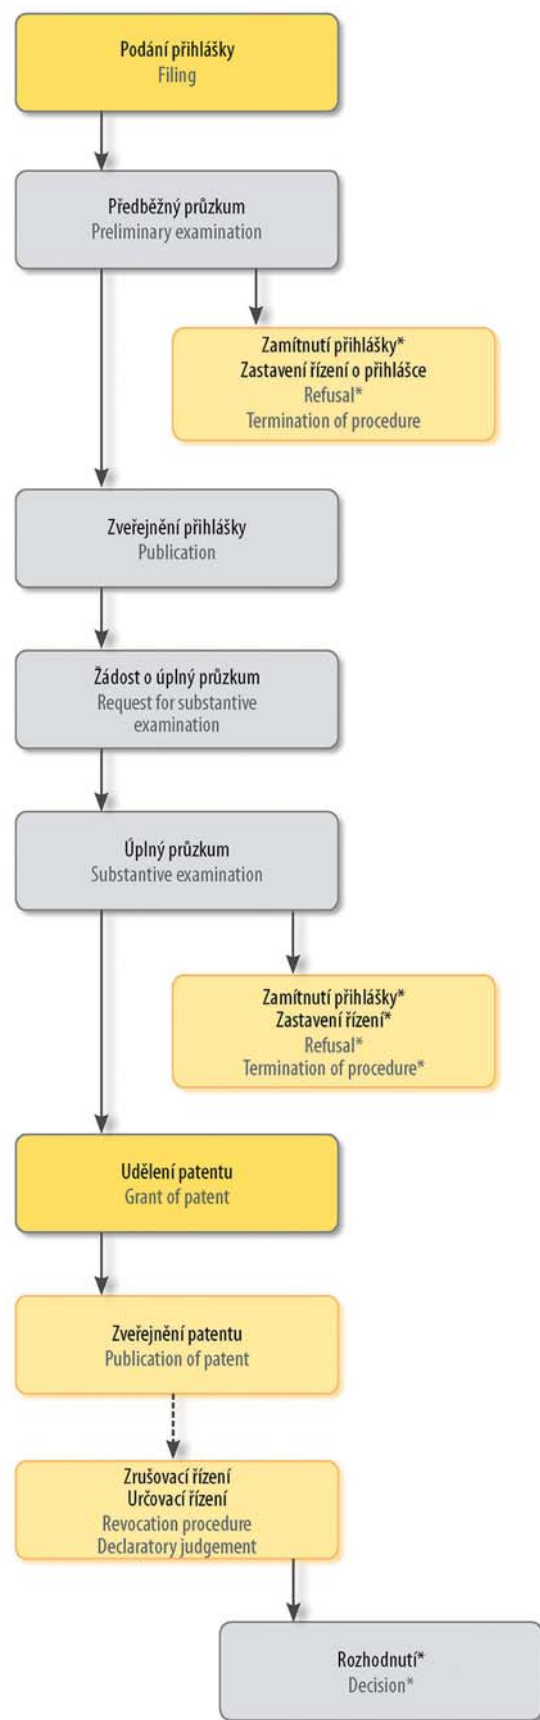 Podání přihlášky
Filing
Předběžný průzkum
Preliminary examination
Zamítnutí přihlášky*
Zastavení řízení o přihlášce
Refusal*
Termination of procedure
Zveřejnění přihlášky
Publication
Žádost o úplný průzkum
Request for substantive
examination
Úplný průzkum
Substantive examination
Zamítnutí přihlášky*
Zastavení řízení*
Refusal*
Termination of procedure*
Udělení patentu
Grant of patent
Zveřejnění patentu
Publication of patent
Zrušovací řízení
Určovací řízení
Revocation procedure
Declaratory judgement
Rozhodnutí*
Decision*